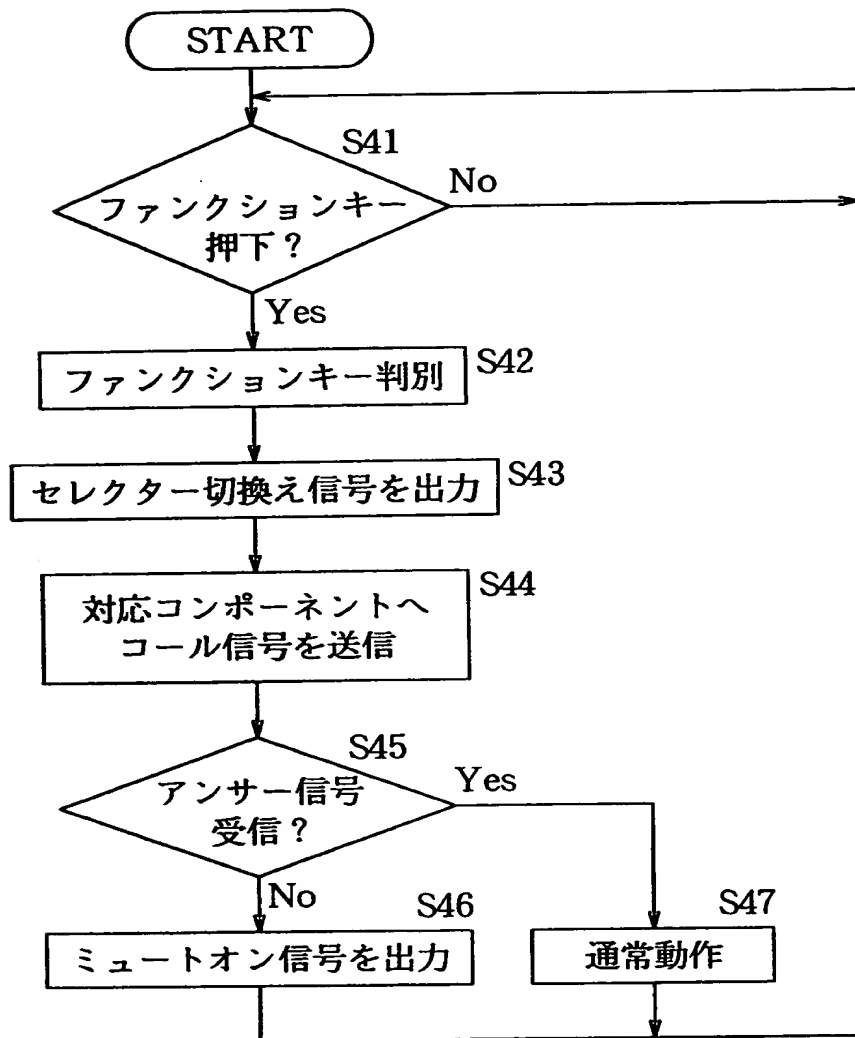 START
S41
ファンクションキー
押下?
No
Yes
ファンクションキー判別
S42
セレクター切換え信号を出力
S43
対応コンポーネントへ
コール信号を送信
S44
S45
アンサー信号
受信?
Yes
No
S46
ミュートオン信号を出力
S47
通常動作